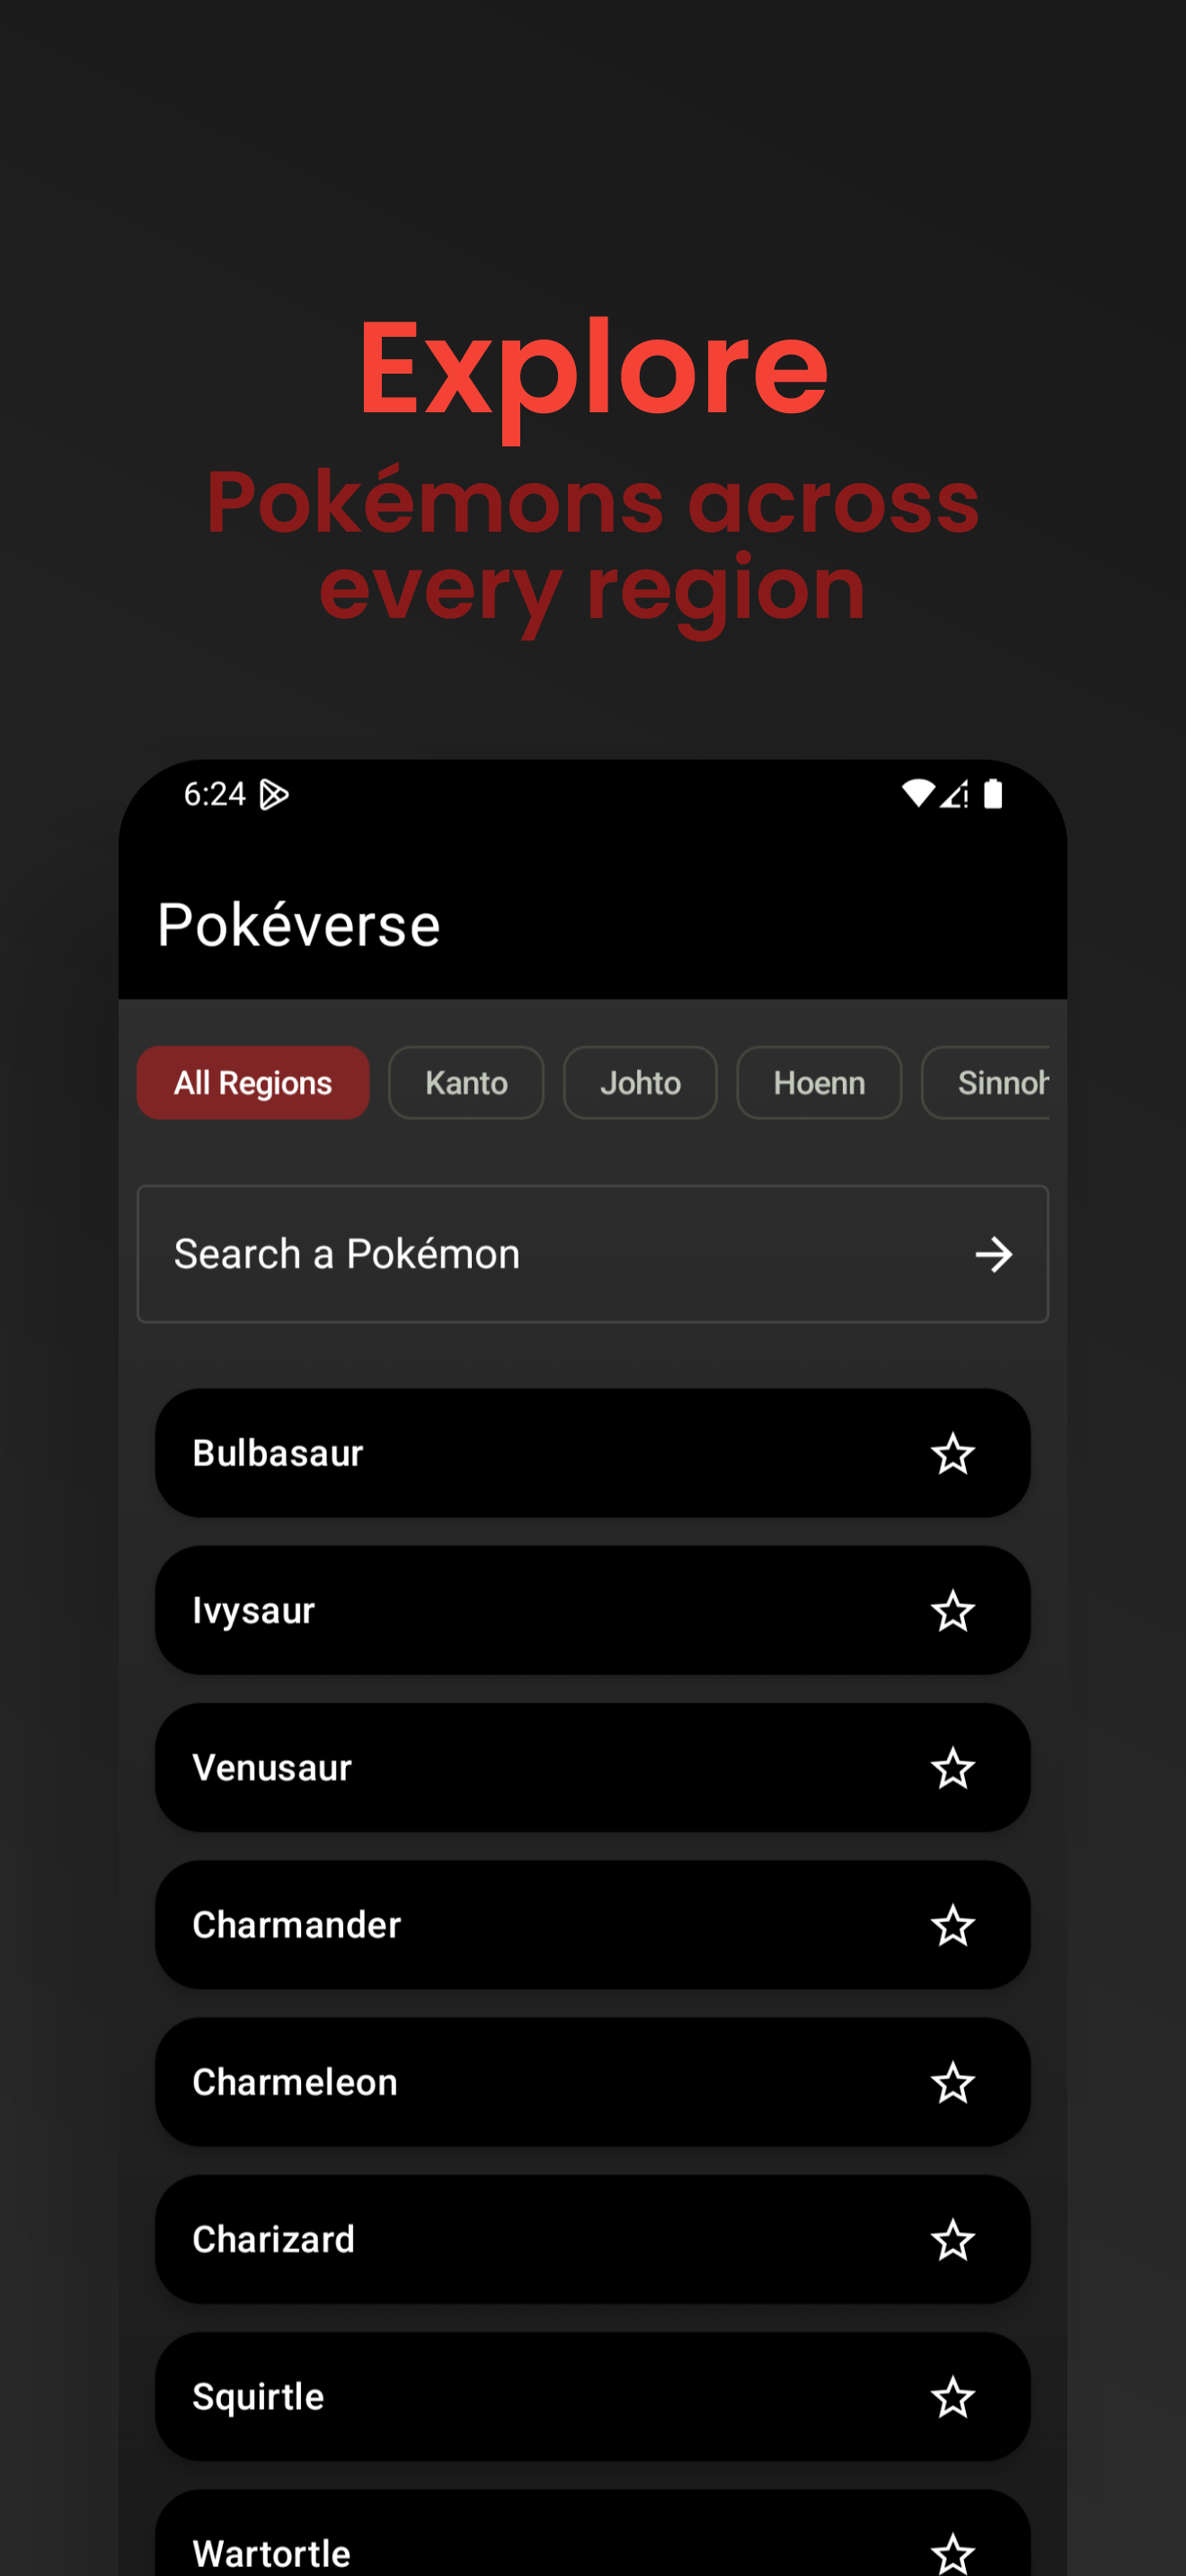 Explore
Pokémons across
every region
6:24
Pokéverse
All Regions Kanto Johto Hoenn Sinnoh
Search a Pokémon
Bulbasaur
Ivysaur
Venusaur
Charmander
Charmeleon
Charizard
Squirtle
Wartortle